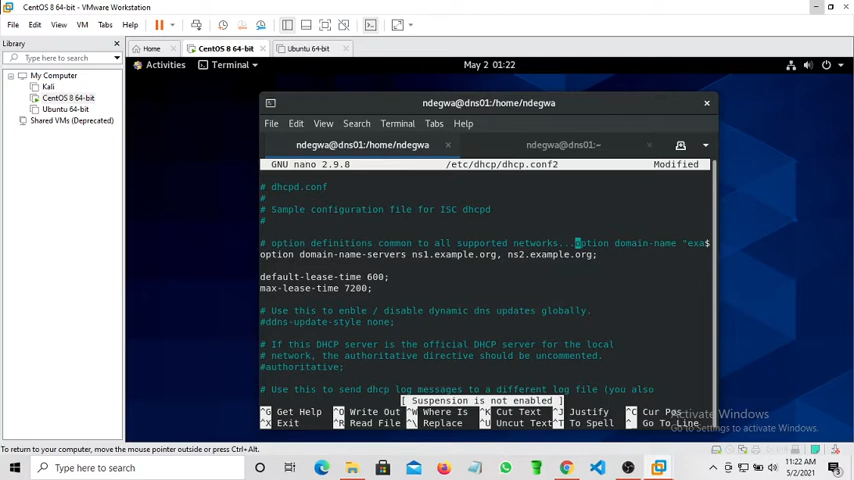 CentOS 8 64-bit - VMware Workstation
File Edit View VM Tabs Help
Library
Type here to search
My Computer
Kali
CentOS 8 64-bit
Ubuntu 64-bit
Shared VMs (Deprecated)
Home CentOS 8 64-bit Ubuntu 64-bit
Activities Terminal May 2 01:22
ndegwa@dns01:/home/ndegwa
File Edit View Search Terminal Tabs Help
ndegwa@dns01:/home/ndegwa ndegwa@dns01:~
GNU nano 2.9.8 /etc/dhcp/dhcp.conf2 Modified
# dhcpd.conf
#
# Sample configuration file for ISC dhcpd
#
# option definitions common to all supported networks...option domain-name "exa$
option domain-name-servers ns1.example.org, ns2.example.org;
default-lease-time 600;
max-lease-time 7200;
# Use this to enble / disable dynamic dns updates globally.
#ddns-update-style none;
# If this DHCP server is the official DHCP server for the local
# network, the authoritative directive should be uncommented.
#authoritative;
# Use this to send dhcp log messages to a different log file (you also
[ Suspension is not enabled ]
^G Get Help ^O Write Out ^W Where Is ^K Cut Text ^J Justify ^C Cur Pos
^X Exit ^R Read File ^\ Replace ^U Uncut Text ^T To Spell ^_ Go To Line
Activate Windows
Go to Settings to activate Windows.
To return to your computer, move the mouse pointer outside or press Ctrl+Alt.
Type here to search
11:22 AM
5/2/2021